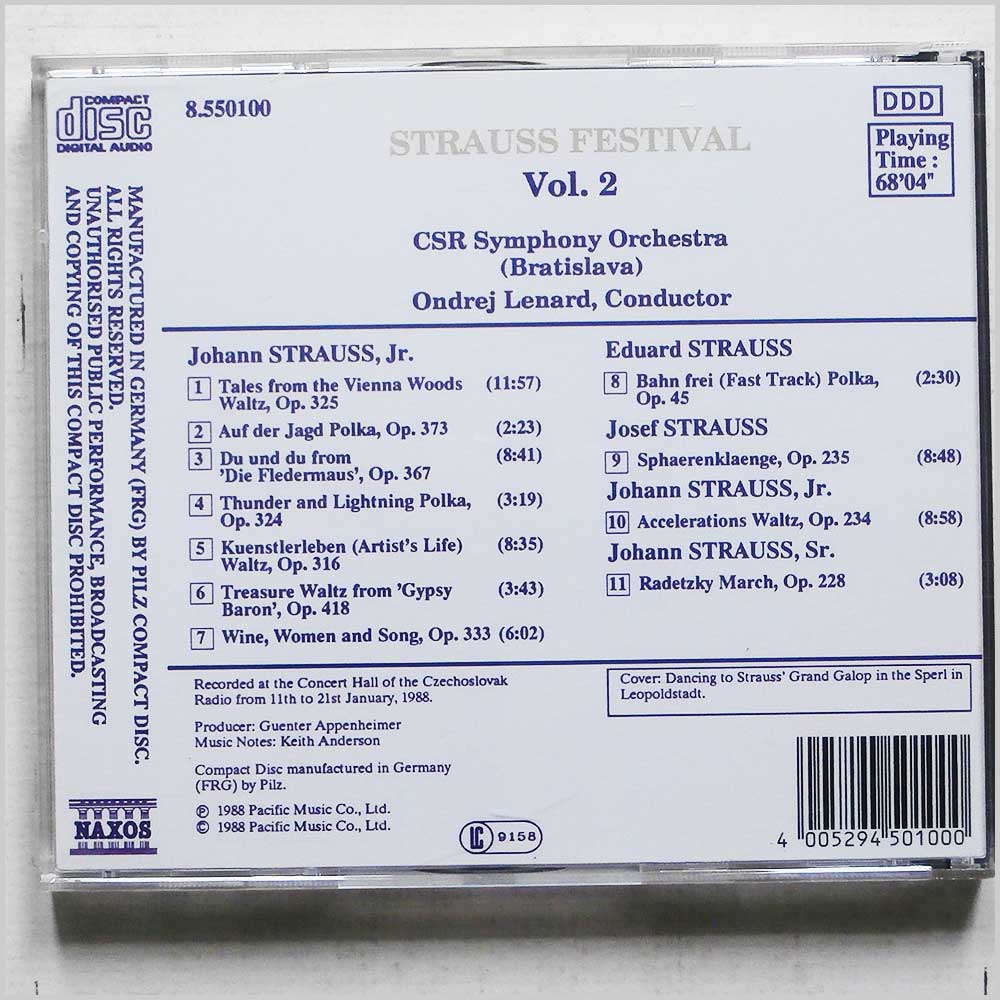 COMPACT
disc
DIGITAL AUDIO
8.550100
DDD
Playing
Time :
68'04"
STRAUSS FESTIVAL
Vol. 2
CSR Symphony Orchestra
(Bratislava)
Ondrej Lenard, Conductor
MANUFACTURED IN GERMANY (FRG) BY PILZ COMPACT DISC.
ALL RIGHTS RESERVED.
UNAUTHORISED PUBLIC PERFORMANCE, BROADCASTING
AND COPYING OF THIS COMPACT DISC PROHIBITED.
Johann STRAUSS, Jr.
1 Tales from the Vienna Woods (11:57)
Waltz, Op. 325
2 Auf der Jagd Polka, Op. 373 (2:23)
3 Du und du from (8:41)
'Die Fledermaus', Op. 367
4 Thunder and Lightning Polka, (3:19)
Op. 324
5 Kuenstlerleben (Artist's Life) (8:35)
Waltz, Op. 316
6 Treasure Waltz from 'Gypsy (3:43)
Baron', Op. 418
7 Wine, Women and Song, Op. 333 (6:02)
Eduard STRAUSS
8 Bahn frei (Fast Track) Polka, (2:30)
Op. 45
Josef STRAUSS
9 Sphaerenklaenge, Op. 235 (8:48)
Johann STRAUSS, Jr.
10 Accelerations Waltz, Op. 234 (8:58)
Johann STRAUSS, Sr.
11 Radetzky March, Op. 228 (3:08)
Recorded at the Concert Hall of the Czechoslovak
Radio from 11th to 21st January, 1988.
Producer: Guenter Appenheimer
Music Notes: Keith Anderson
Compact Disc manufactured in Germany
(FRG) by Pilz.
℗ 1988 Pacific Music Co., Ltd.
© 1988 Pacific Music Co., Ltd.
Cover: Dancing to Strauss' Grand Galop in the Sperl in
Leopoldstadt.
NAXOS
LC 9158
4 005294 501000